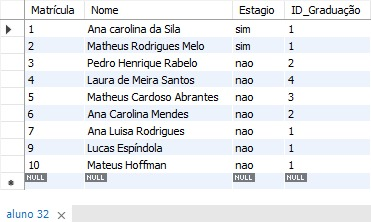 Matrícula Nome Estagio ID_Graduação
1 Ana carolina da Sila sim 1
2 Matheus Rodrigues Melo sim 1
3 Pedro Henrique Rabelo nao 2
4 Laura de Meira Santos nao 4
5 Matheus Cardoso Abrantes nao 3
6 Ana Carolina Mendes nao 2
7 Ana Luisa Rodrigues nao 1
9 Lucas Espíndola nao 1
10 Mateus Hoffman nao 1
NULL NULL NULL NULL
aluno 32 ×